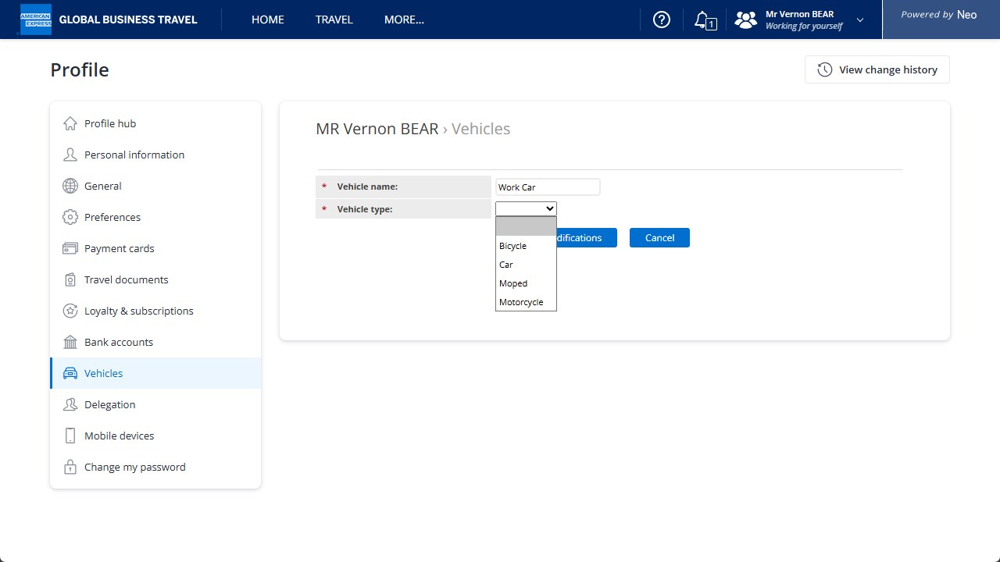 AMERICAN EXPRESS GLOBAL BUSINESS TRAVEL HOME TRAVEL MORE... 1 Mr Vernon BEAR Powered by Neo
Working for yourself
Profile
View change history
Profile hub
Personal information
General
Preferences
Payment cards
Travel documents
Loyalty & subscriptions
Bank accounts
Vehicles
Delegation
Mobile devices
Change my password
MR Vernon BEAR › Vehicles
* Vehicle name: Work Car
* Vehicle type:
difications Cancel
Bicycle
Car
Moped
Motorcycle